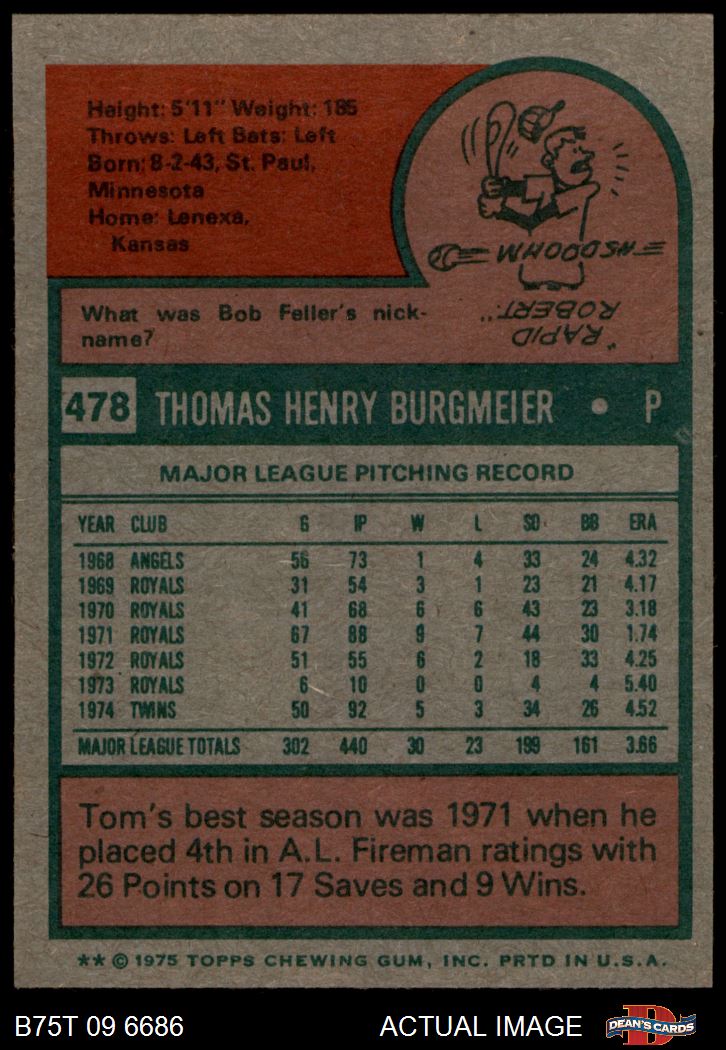 Height: 5'11" Weight: 185
Throws: Left Bats: Left
Born: 8-2-43, St. Paul,
Minnesota
Home: Lenexa,
Kansas
WHOOOSH
What was Bob Feller's nick-
name?
"RAPID
ROBERT."
478 THOMAS HENRY BURGMEIER • P
MAJOR LEAGUE PITCHING RECORD
YEAR CLUB G IP W L SO BB ERA
1968 ANGELS 56 73 1 4 33 24 4.32
1969 ROYALS 31 54 3 1 23 21 4.17
1970 ROYALS 41 68 6 6 43 23 3.18
1971 ROYALS 67 88 9 7 44 30 1.74
1972 ROYALS 51 55 6 2 18 33 4.25
1973 ROYALS 6 10 0 0 4 4 5.40
1974 TWINS 50 92 5 3 34 26 4.52
MAJOR LEAGUE TOTALS 302 440 30 23 199 161 3.66
Tom's best season was 1971 when he
placed 4th in A.L. Fireman ratings with
26 Points on 17 Saves and 9 Wins.
** © 1975 TOPPS CHEWING GUM, INC. PRTD IN U.S.A.
B75T 09 6686 ACTUAL IMAGE D DEAN'S CARDS